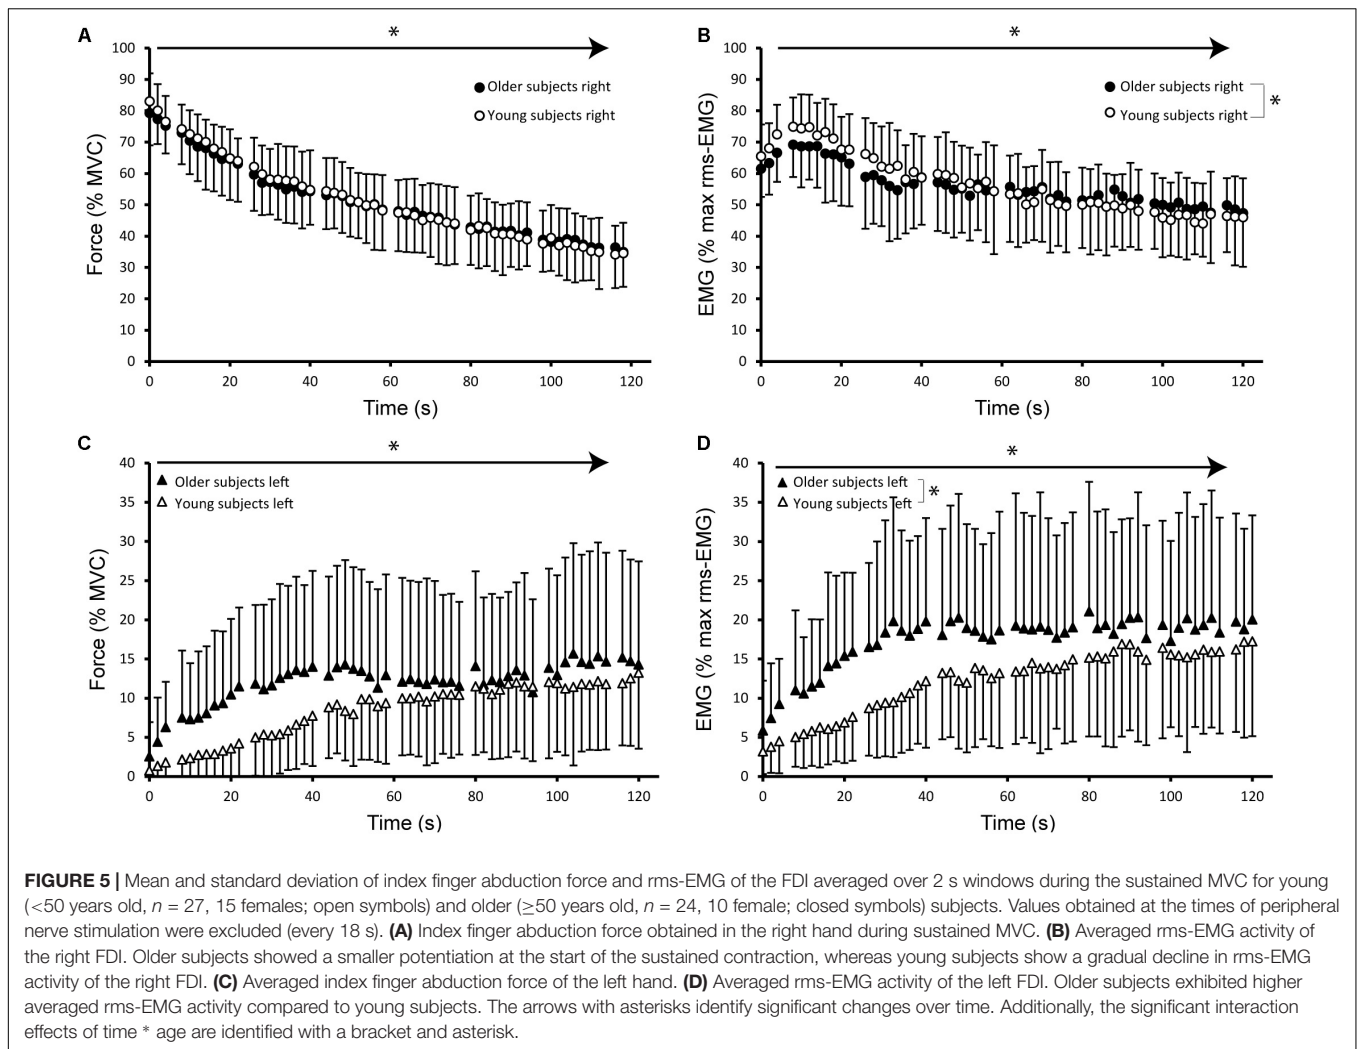 A
*
100
90
80
70
60
50
40
30
20
10
0
Force (% MVC)
Older subjects right
Young subjects right
0 20 40 60 80 100 120
Time (s)
B
*
100
90
80
70
60
50
40
30
20
10
0
EMG (% max rms-EMG)
Older subjects right
Young subjects right
*
0 20 40 60 80 100 120
Time (s)
C
*
40
35
30
25
20
15
10
5
0
Force (% MVC)
Older subjects left
Young subjects left
0 20 40 60 80 100 120
Time (s)
D
*
40
35
30
25
20
15
10
5
0
EMG (% max rms-EMG)
Older subjects left
Young subjects left
*
0 20 40 60 80 100 120
Time (s)
FIGURE 5 | Mean and standard deviation of index finger abduction force and rms-EMG of the FDI averaged over 2 s windows during the sustained MVC for young
(<50 years old, n = 27, 15 females; open symbols) and older (≥50 years old, n = 24, 10 female; closed symbols) subjects. Values obtained at the times of peripheral
nerve stimulation were excluded (every 18 s). (A) Index finger abduction force obtained in the right hand during sustained MVC. (B) Averaged rms-EMG activity of
the right FDI. Older subjects showed a smaller potentiation at the start of the sustained contraction, whereas young subjects show a gradual decline in rms-EMG
activity of the right FDI. (C) Averaged index finger abduction force of the left hand. (D) Averaged rms-EMG activity of the left FDI. Older subjects exhibited higher
averaged rms-EMG activity compared to young subjects. The arrows with asterisks identify significant changes over time. Additionally, the significant interaction
effects of time * age are identified with a bracket and asterisk.